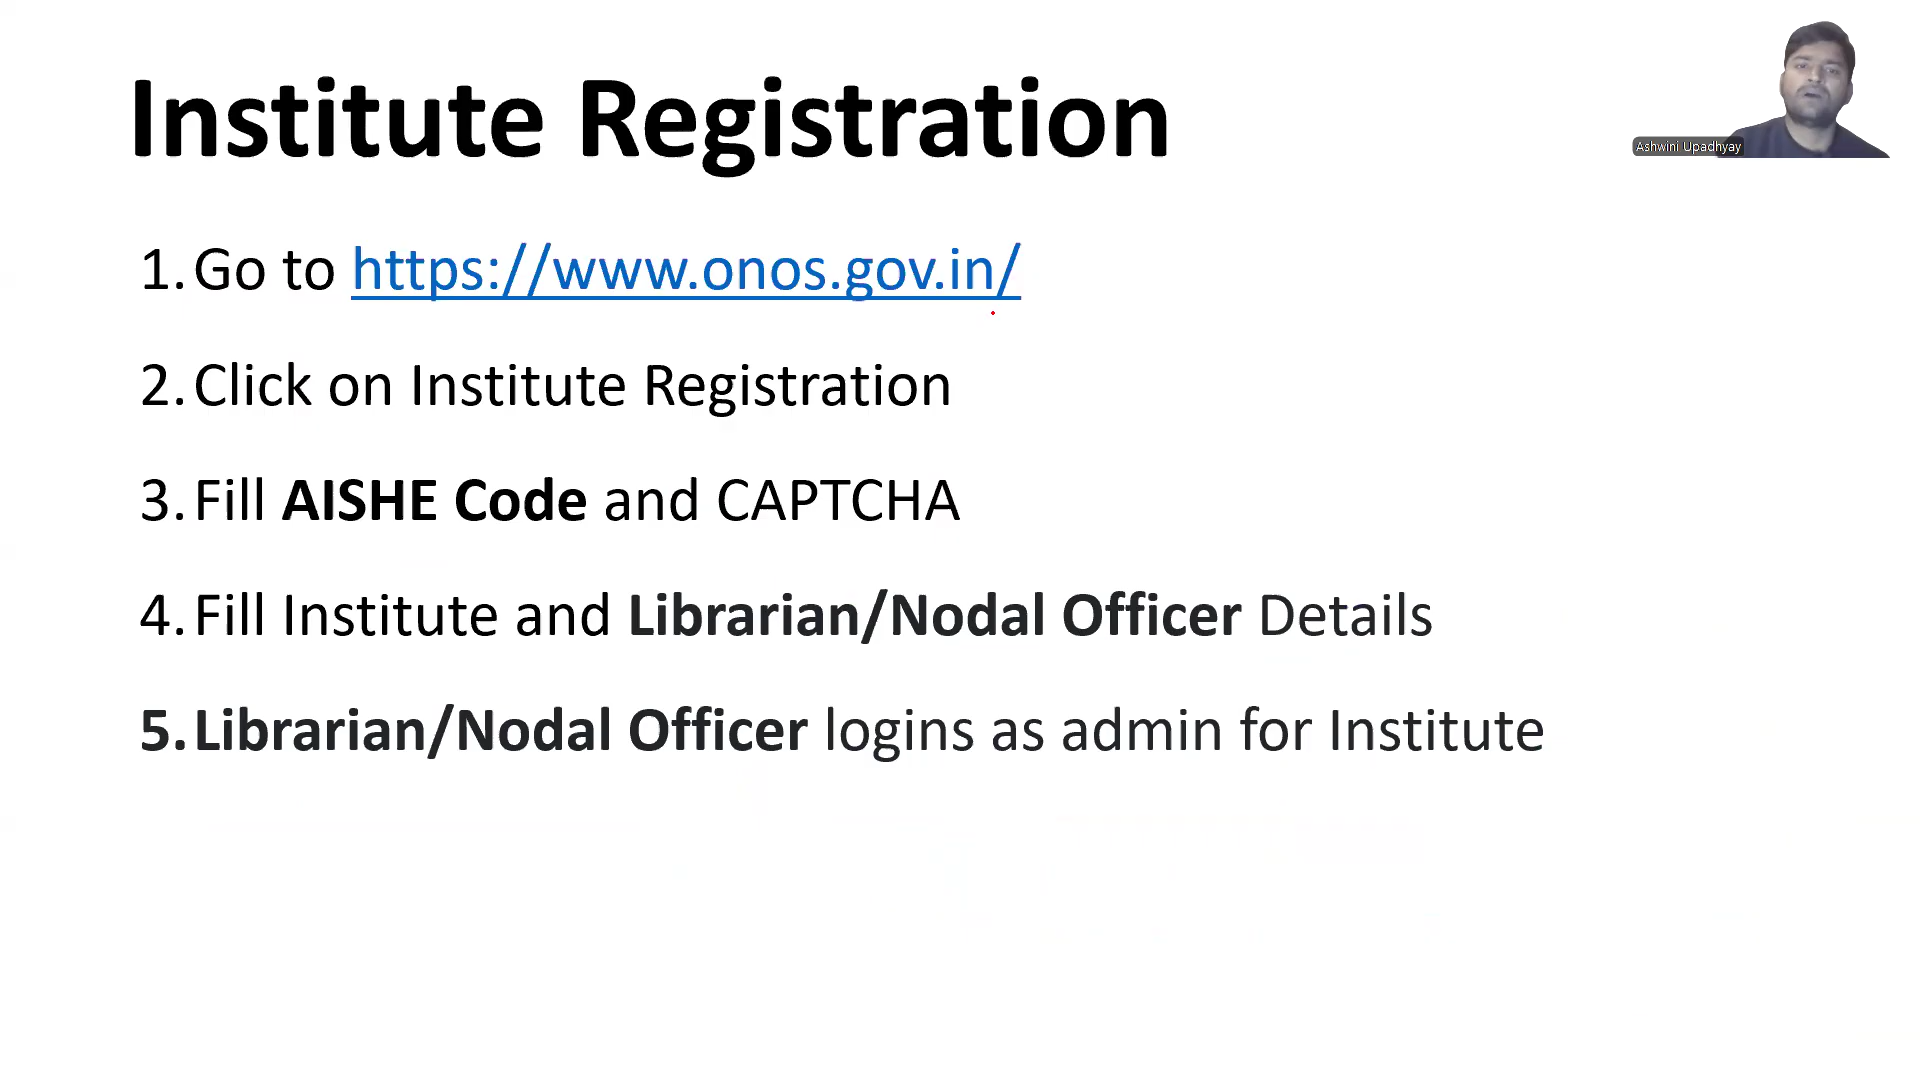 Institute Registration
Ashwini Upadhyay
1. Go to https://www.onos.gov.in/
2. Click on Institute Registration
3. Fill AISHE Code and CAPTCHA
4. Fill Institute and Librarian/Nodal Officer Details
5. Librarian/Nodal Officer logins as admin for Institute